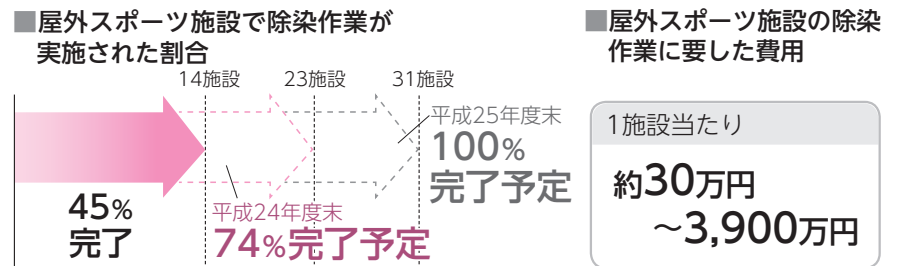 ■屋外スポーツ施設で除染作業が
実施された割合
14施設 23施設 31施設
平成25年度末
100%
完了予定
45%
完了
平成24年度末
74%完了予定
■屋外スポーツ施設の除染
作業に要した費用
1施設当たり
約30万円
～3,900万円